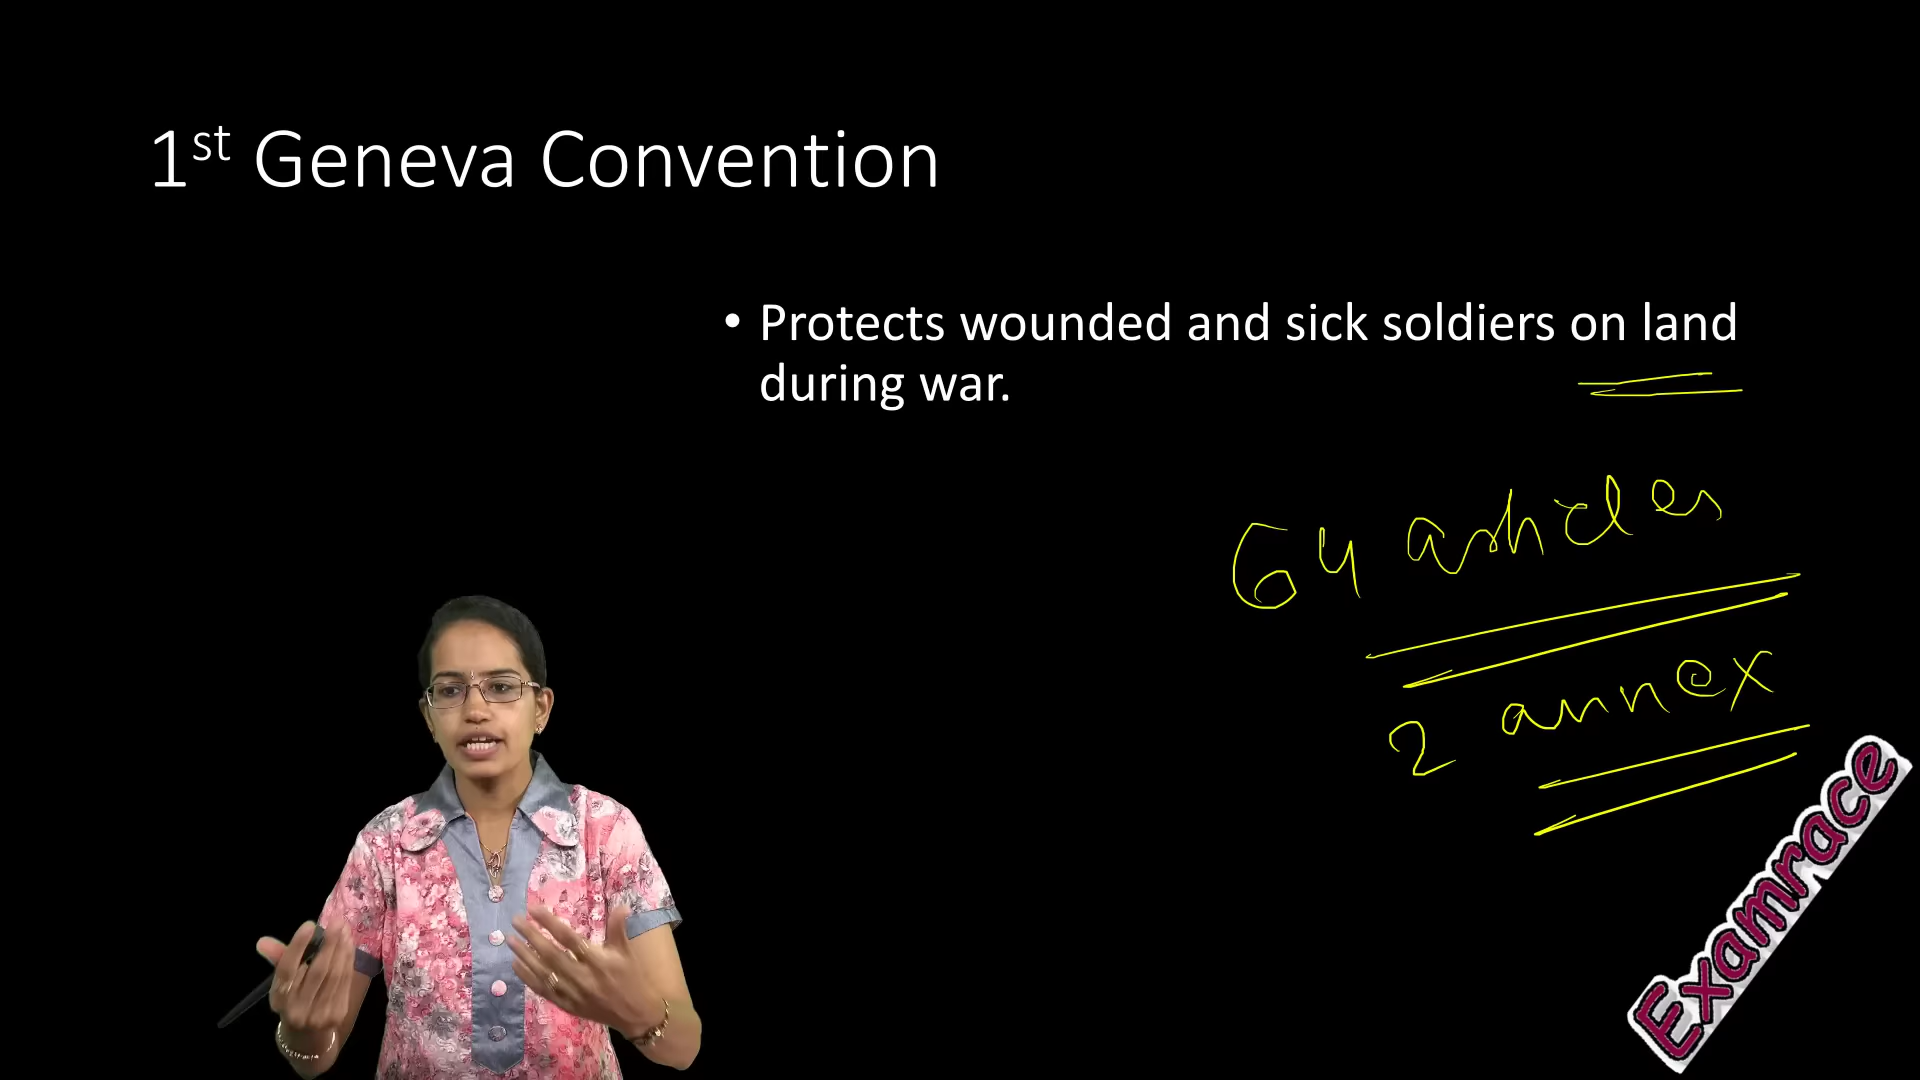 1st Geneva Convention
• Protects wounded and sick soldiers on land
during war.
64 articles
2 annex
Examrace